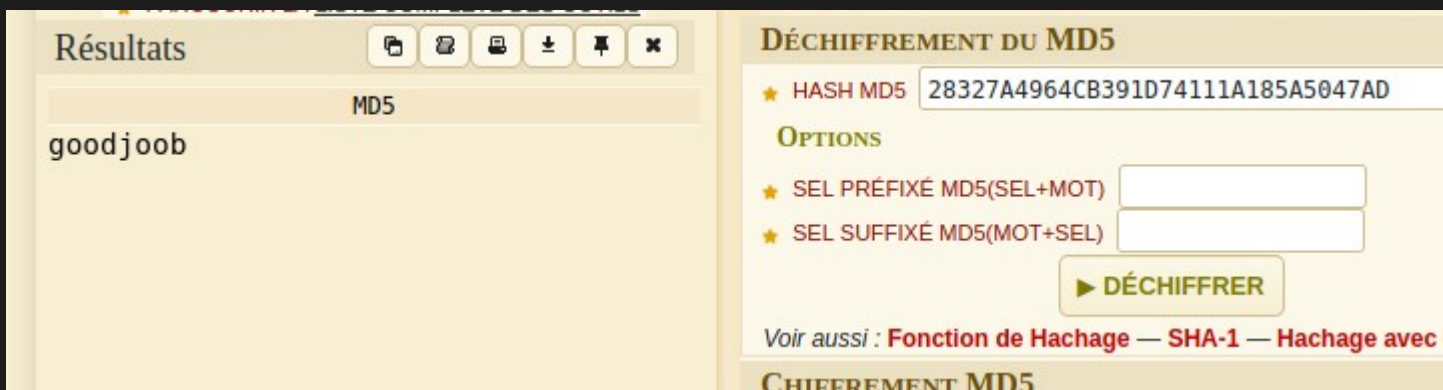 Résultats
MD5
goodjoob
DÉCHIFFREMENT DU MD5
HASH MD5 28327A4964CB391D74111A185A5047AD
OPTIONS
SEL PRÉFIXÉ MD5(SEL+MOT)
SEL SUFFIXÉ MD5(MOT+SEL)
▶ DÉCHIFFRER
Voir aussi : Fonction de Hachage — SHA-1 — Hachage avec
CHIFFREMENT MD5